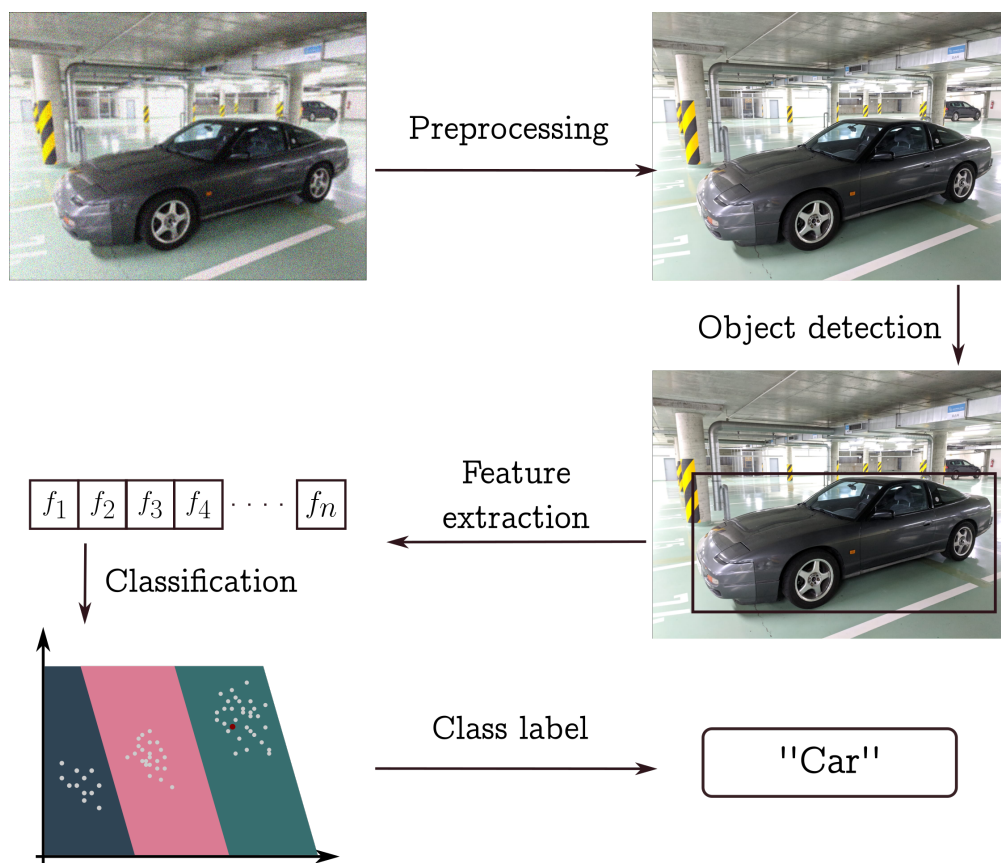 Preprocessing
Object detection
Feature
extraction
f1 f2 f3 f4 . . . . fn
Classification
Class label
"Car"